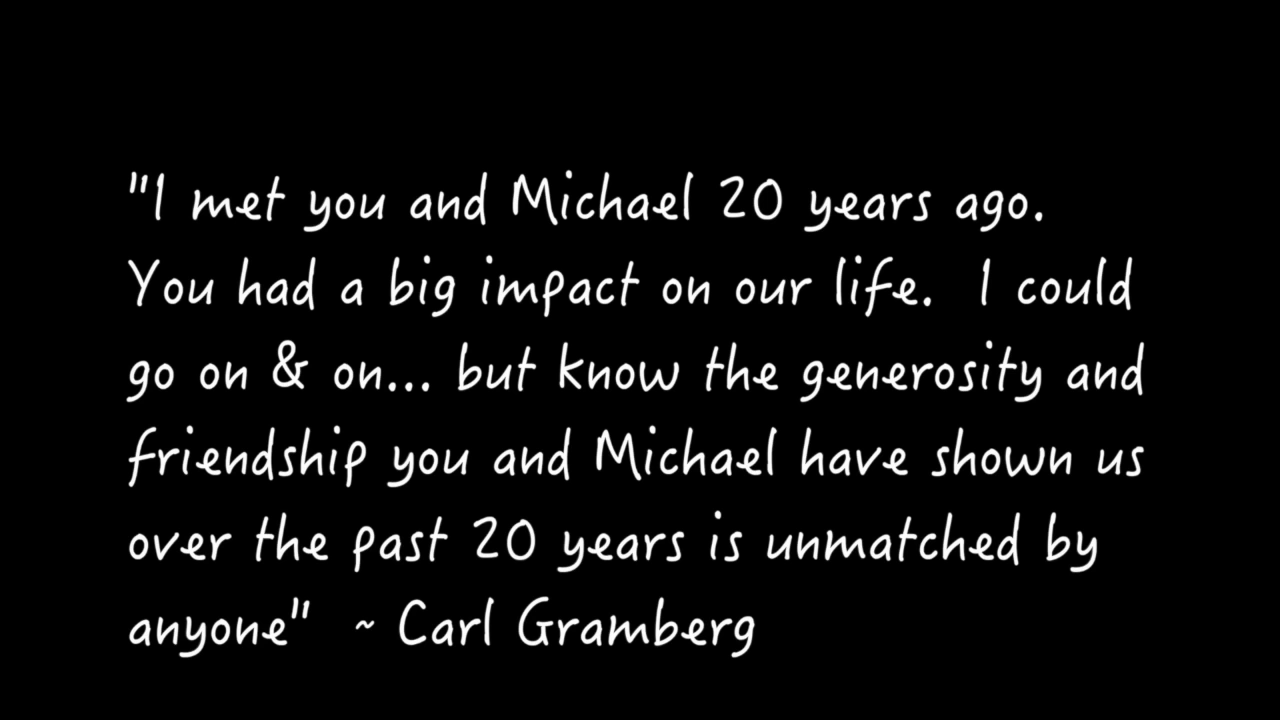 "I met you and Michael 20 years ago.
You had a big impact on our life.  I could
go on & on... but know the generosity and
friendship you and Michael have shown us
over the past 20 years is unmatched by
anyone"  ~ Carl Gramberg